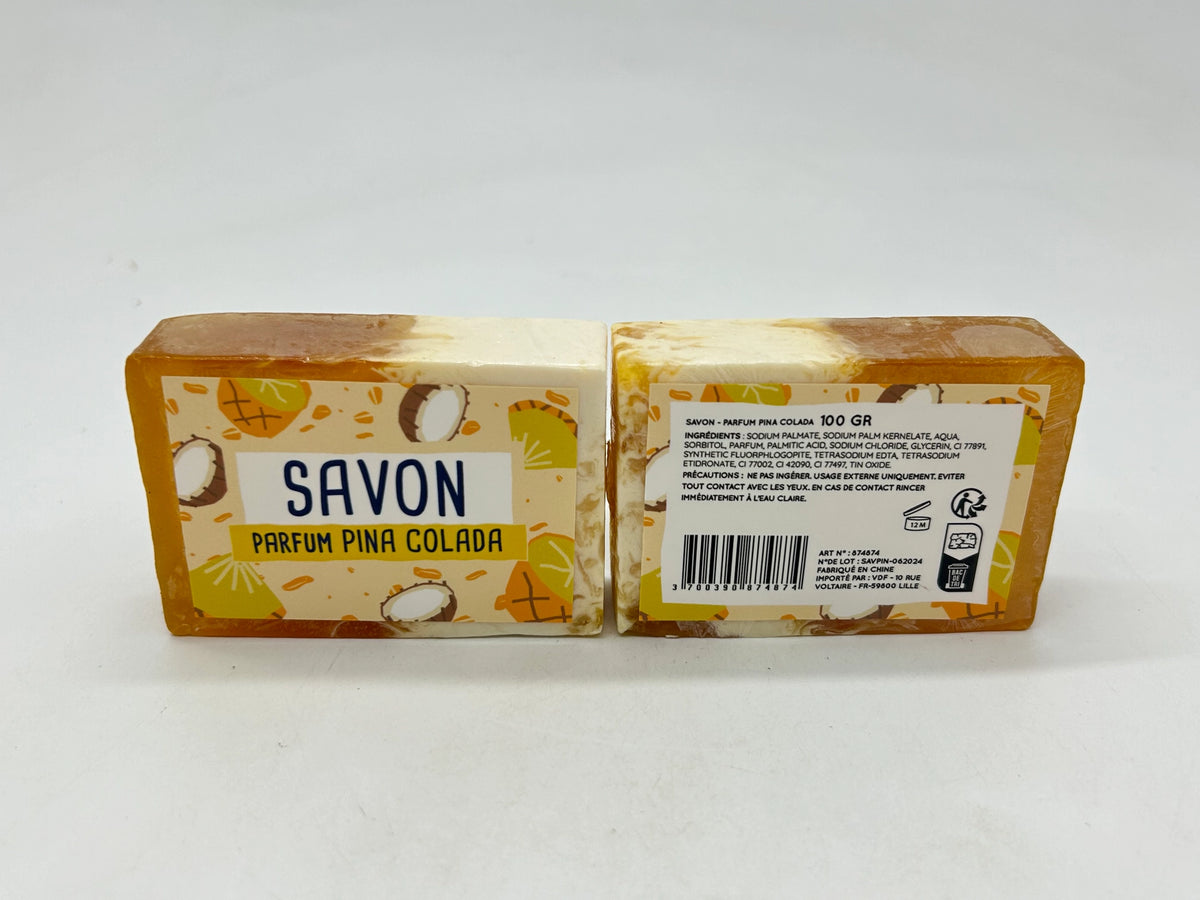 SAVON
PARFUM PINA COLADA
SAVON - PARFUM PINA COLADA 100 GR
INGRÉDIENTS : SODIUM PALMATE, SODIUM PALM KERNELATE, AQUA,
SORBITOL, PARFUM, PALMITIC ACID, SODIUM CHLORIDE, GLYCERIN, CI 77891,
SYNTHETIC FLUORPHLOGOPITE, TETRASODIUM EDTA, TETRASODIUM
ETIDRONATE, CI 77002, CI 42090, CI 77497, TIN OXIDE.
PRÉCAUTIONS : NE PAS INGÉRER. USAGE EXTERNE UNIQUEMENT. EVITER
TOUT CONTACT AVEC LES YEUX. EN CAS DE CONTACT RINCER
IMMÉDIATEMENT À L'EAU CLAIRE.
12 M
ART N° : 874874
N°DE LOT : SAVPIN-062024
FABRIQUÉ EN CHINE
IMPORTÉ PAR : VDF - 10 RUE
VOLTAIRE - FR-59800 LILLE
BAC
DE
TRI
3 700390 874874